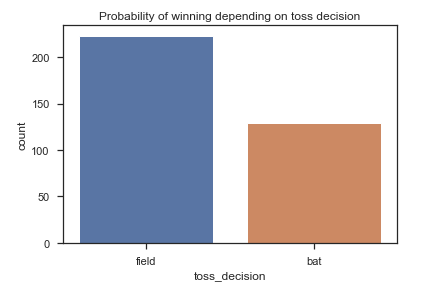 Probability of winning depending on toss decision
200
150
100
50
0
count
field bat
toss_decision